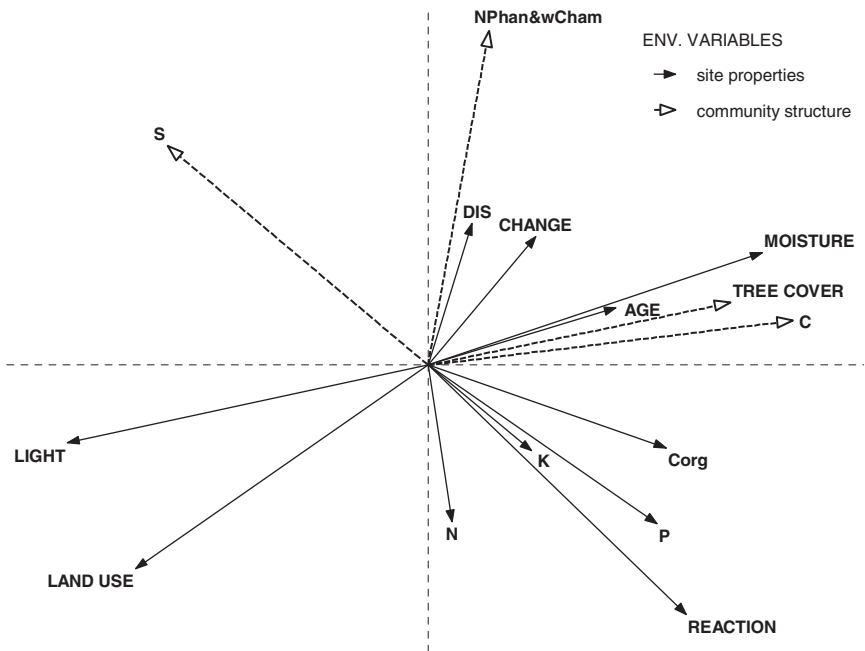 NPhan&wCham
ENV. VARIABLES
site properties
community structure
S
DIS
CHANGE
MOISTURE
TREE COVER
AGE
C
LIGHT
K
Corg
N
P
LAND USE
REACTION